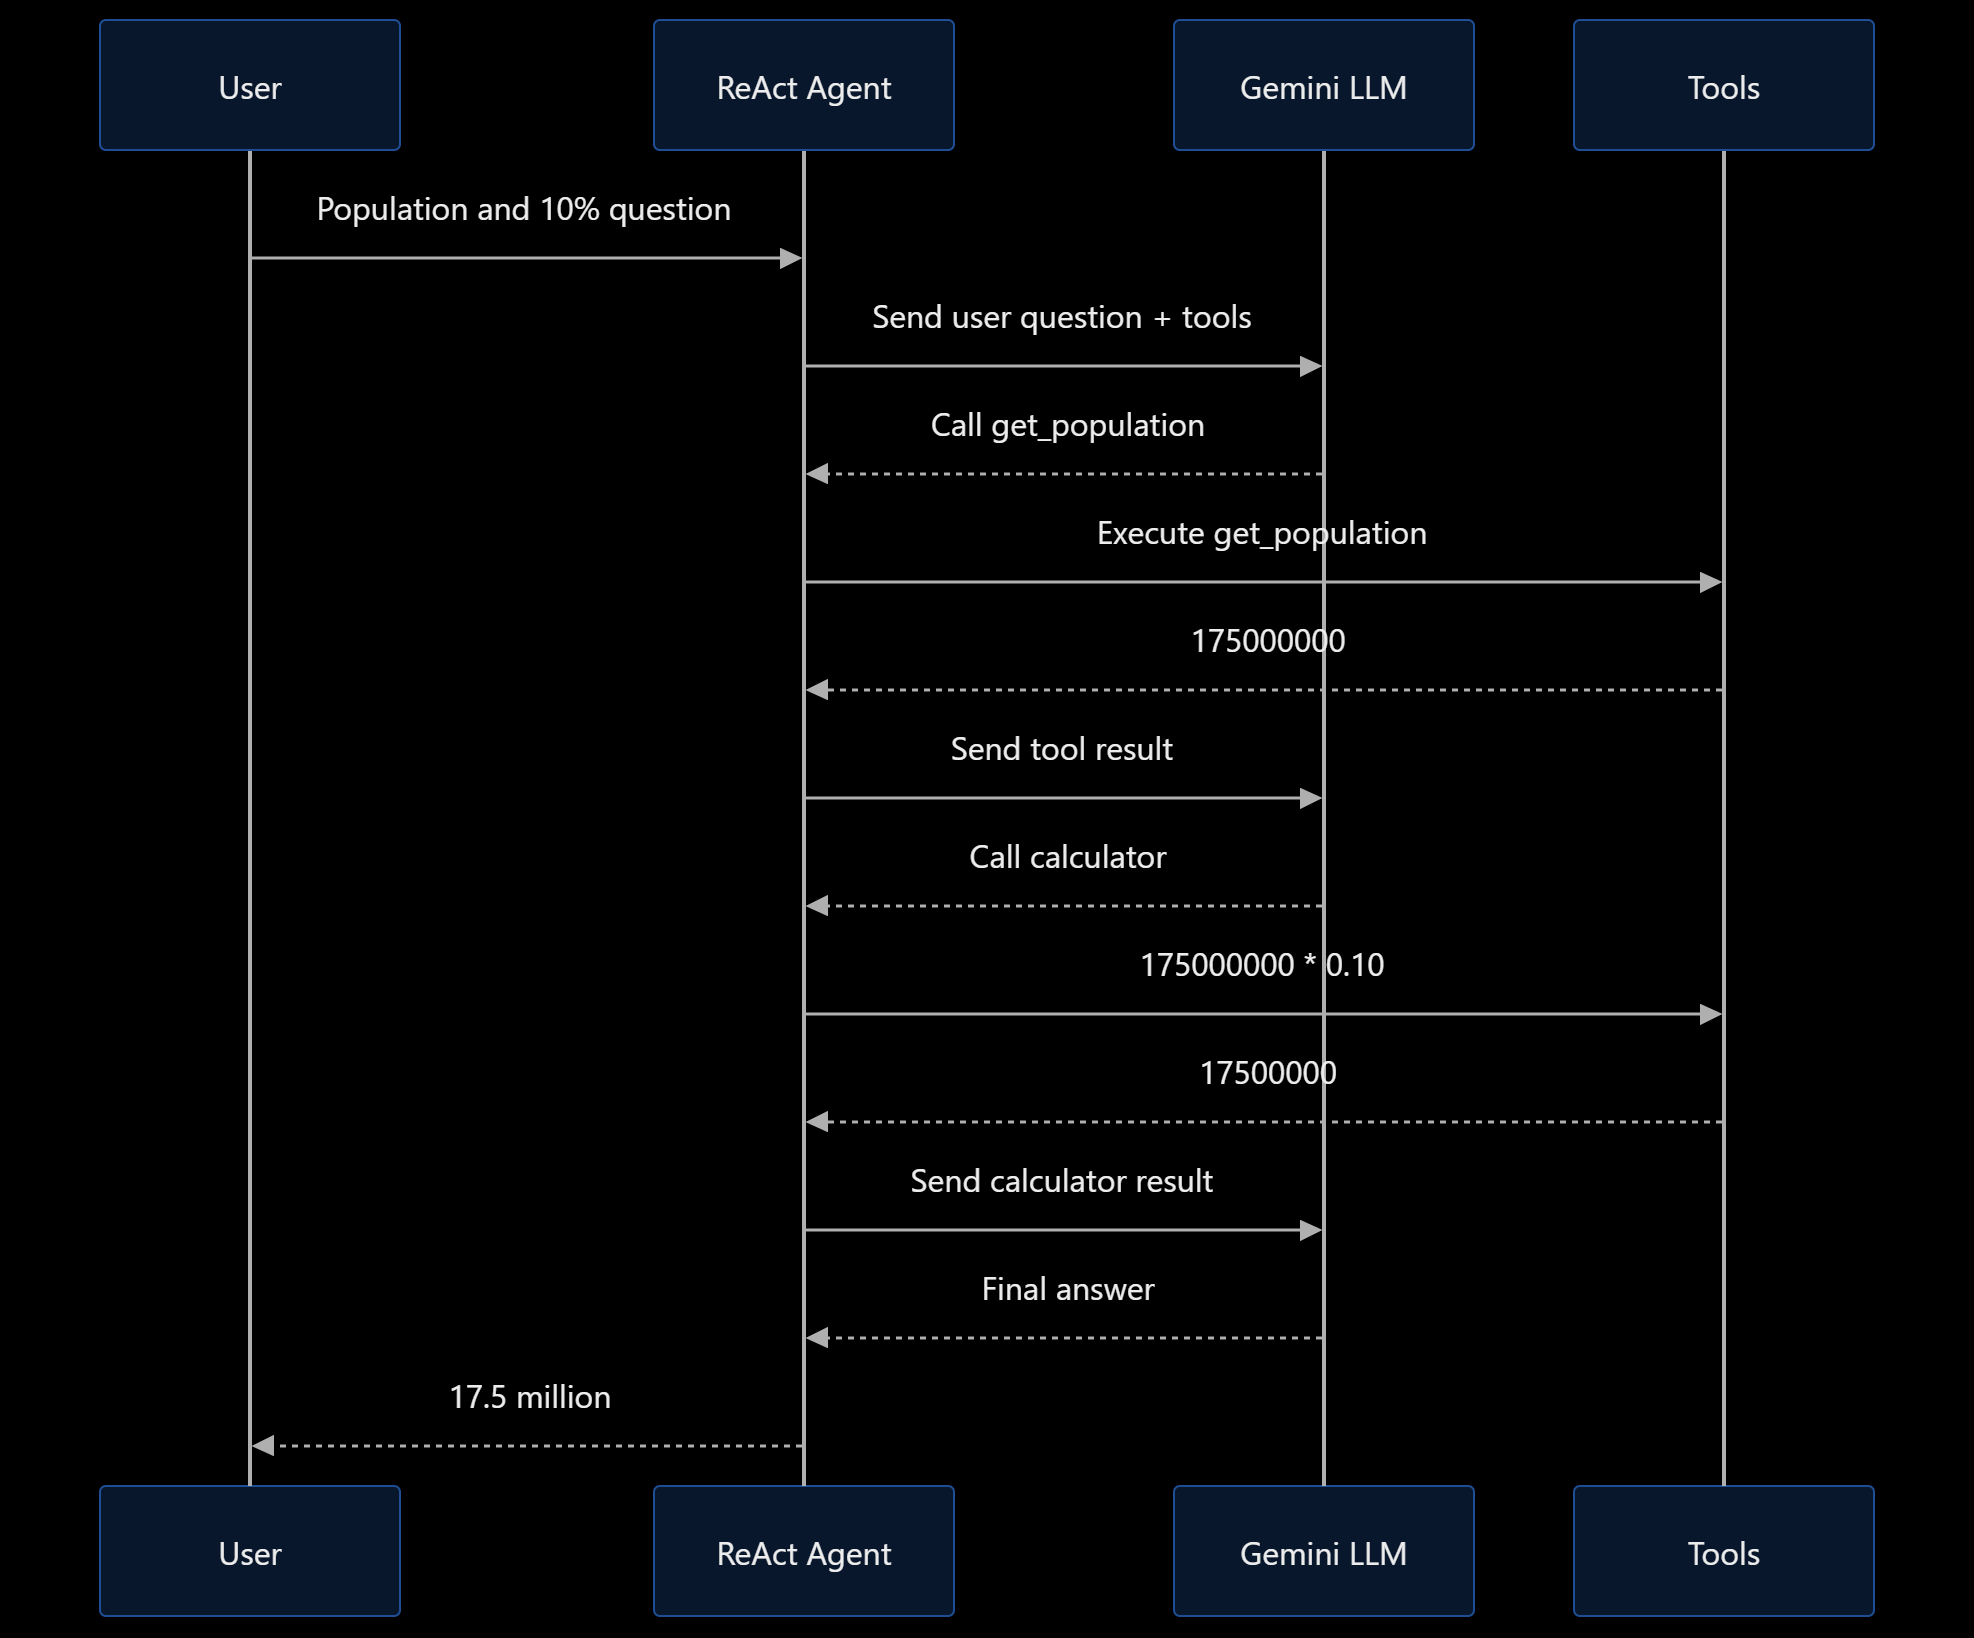 User
ReAct Agent
Gemini LLM
Tools
Population and 10% question
Send user question + tools
Call get_population
Execute get_population
175000000
Send tool result
Call calculator
175000000 * 0.10
17500000
Send calculator result
Final answer
17.5 million
User
ReAct Agent
Gemini LLM
Tools